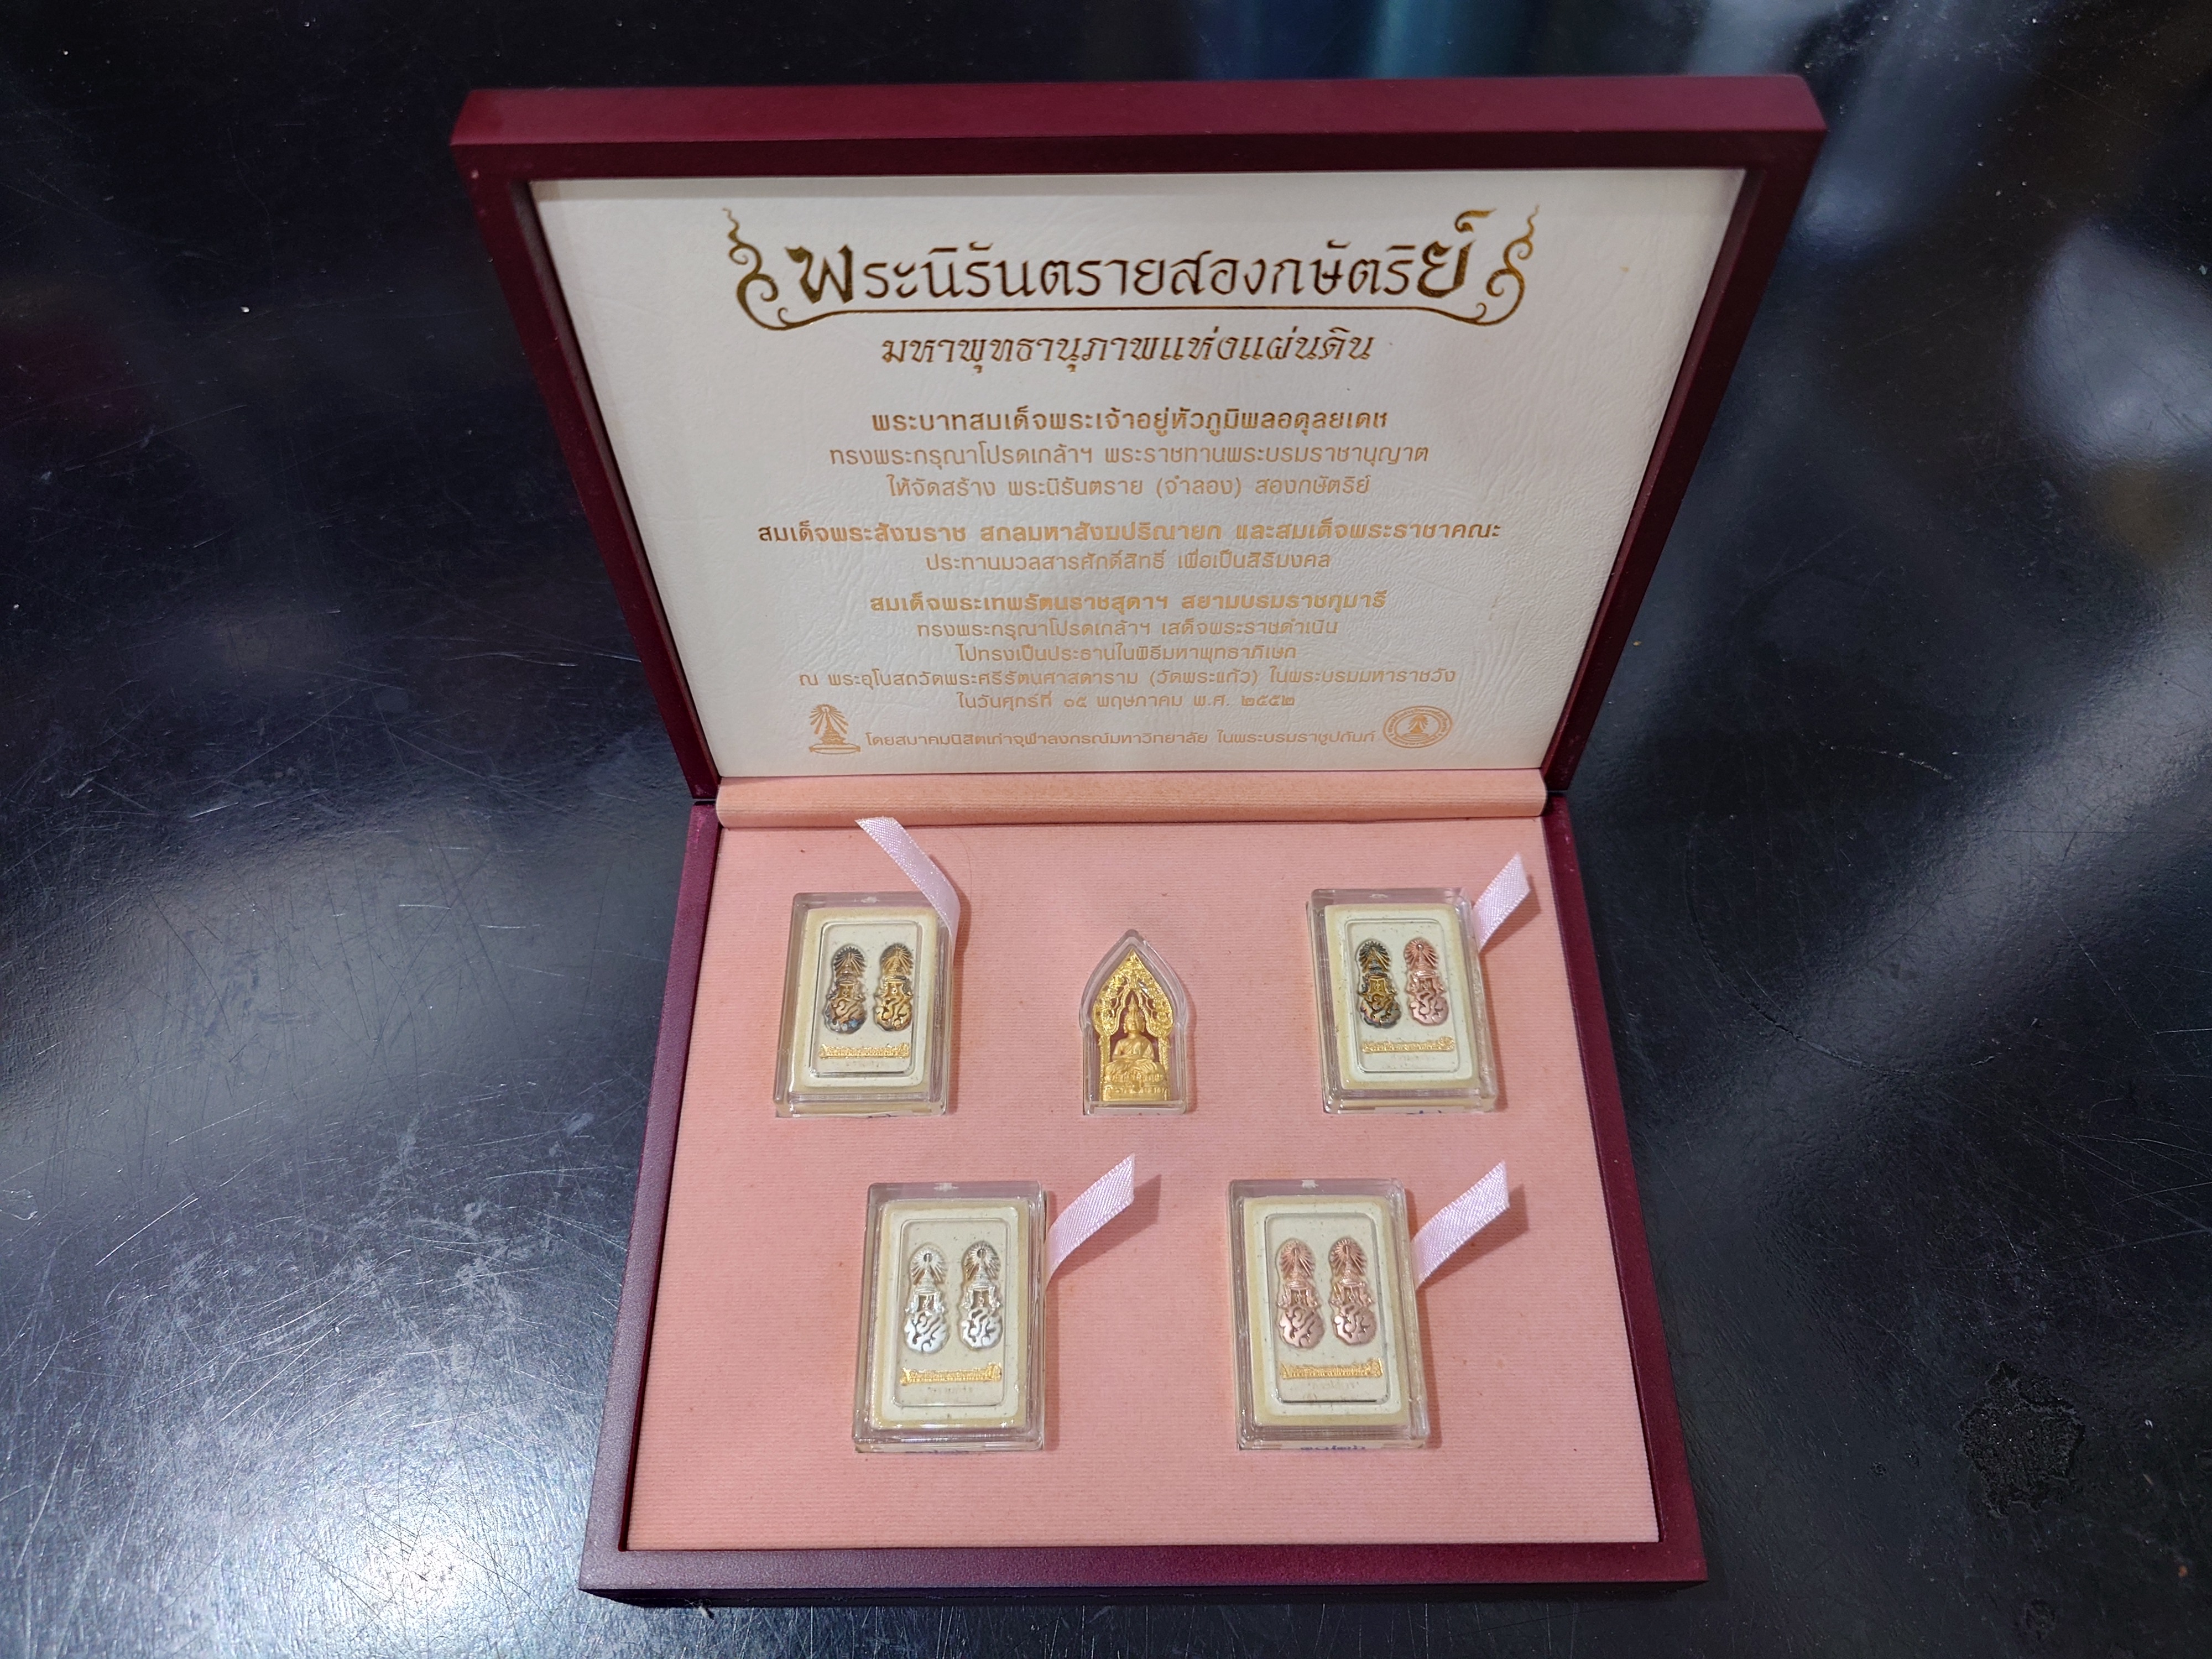 พระนิรันตรายสองกษัตริย์
มหาพุทธานุภาพแห่งแผ่นดิน
พระบาทสมเด็จพระเจ้าอยู่หัวภูมิพลอดุลยเดช
ทรงพระกรุณาโปรดเกล้าฯ พระราชทานพระบรมราชานุญาต
ให้จัดสร้าง พระนิรันตราย (จำลอง) สองกษัตริย์
สมเด็จพระสังฆราช สกลมหาสังฆปริณายก และสมเด็จพระราชาคณะ
ประทานมวลสารศักดิ์สิทธิ์ เพื่อเป็นสิริมงคล
สมเด็จพระเทพรัตนราชสุดาฯ สยามบรมราชกุมารี
ทรงพระกรุณาโปรดเกล้าฯ เสด็จพระราชดำเนิน
ไปทรงเป็นประธานในพิธีมหาพุทธาภิเษก
ณ พระอุโบสถวัดพระศรีรัตนศาสดาราม (วัดพระแก้ว) ในพระบรมมหาราชวัง
ในวันศุกร์ที่ ๑๕ พฤษภาคม พ.ศ. ๒๕๕๒
โดยสมาคมนิสิตเก่าจุฬาลงกรณ์มหาวิทยาลัย ในพระบรมราชูปถัมภ์